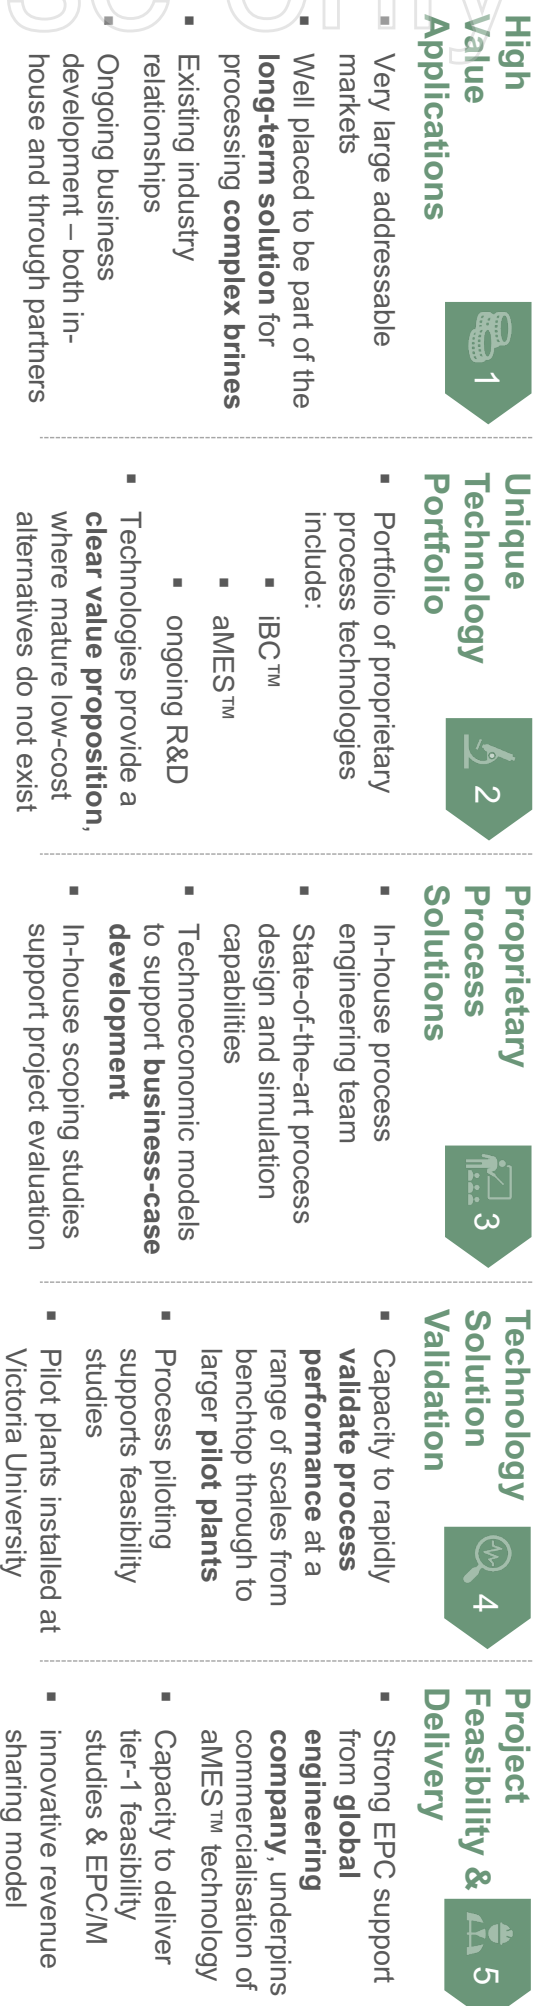 High
Value
Applications
1
▪ Very large addressable
markets
▪ Well placed to be part of the
long-term solution for
processing complex brines
▪ Existing industry
relationships
▪ Ongoing business
development – both in-
house and through partners
Unique
Technology
Portfolio
2
▪ Portfolio of proprietary
process technologies
include:
▪ iBC™
▪ aMES™
▪ ongoing R&D
▪ Technologies provide a
clear value proposition,
where mature low-cost
alternatives do not exist
Proprietary
Process
Solutions
3
▪ In-house process
engineering team
▪ State-of-the-art process
design and simulation
capabilities
▪ Technoeconomic models
to support business-case
development
▪ In-house scoping studies
support project evaluation
Technology
Solution
Validation
4
▪ Capacity to rapidly
validate process
performance at a
range of scales from
benchtop through to
larger pilot plants
▪ Process piloting
supports feasibility
studies
▪ Pilot plants installed at
Victoria University
Project
Feasibility &
Delivery
5
▪ Strong EPC support
from global
engineering
company, underpins
commercialisation of
aMES™ technology
▪ Capacity to deliver
tier-1 feasibility
studies & EPC/M
▪ innovative revenue
sharing model